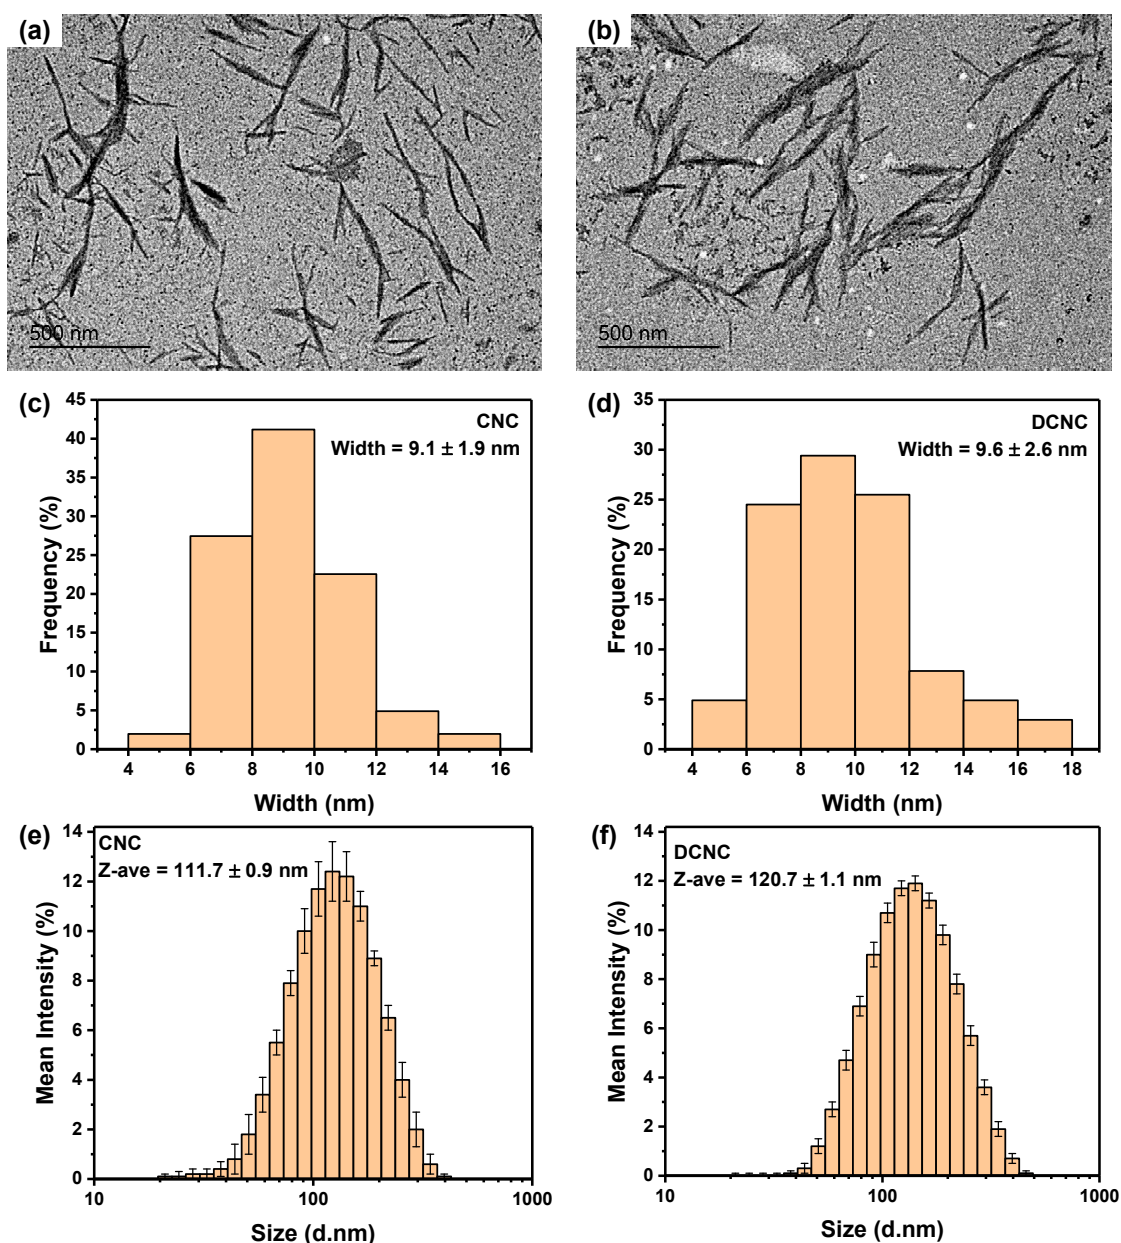 (a)
500 nm
(b)
500 nm
(c)
CNC
Width = 9.1 ± 1.9 nm
Frequency (%)
45
40
35
30
25
20
15
10
5
0
4 6 8 10 12 14 16
Width (nm)
(d)
DCNC
Width = 9.6 ± 2.6 nm
Frequency (%)
35
30
25
20
15
10
5
0
4 6 8 10 12 14 16 18
Width (nm)
(e)
CNC
Z-ave = 111.7 ± 0.9 nm
Mean Intensity (%)
14
12
10
8
6
4
2
0
10 100 1000
Size (d.nm)
(f)
DCNC
Z-ave = 120.7 ± 1.1 nm
Mean Intensity (%)
14
12
10
8
6
4
2
0
10 100 1000
Size (d.nm)